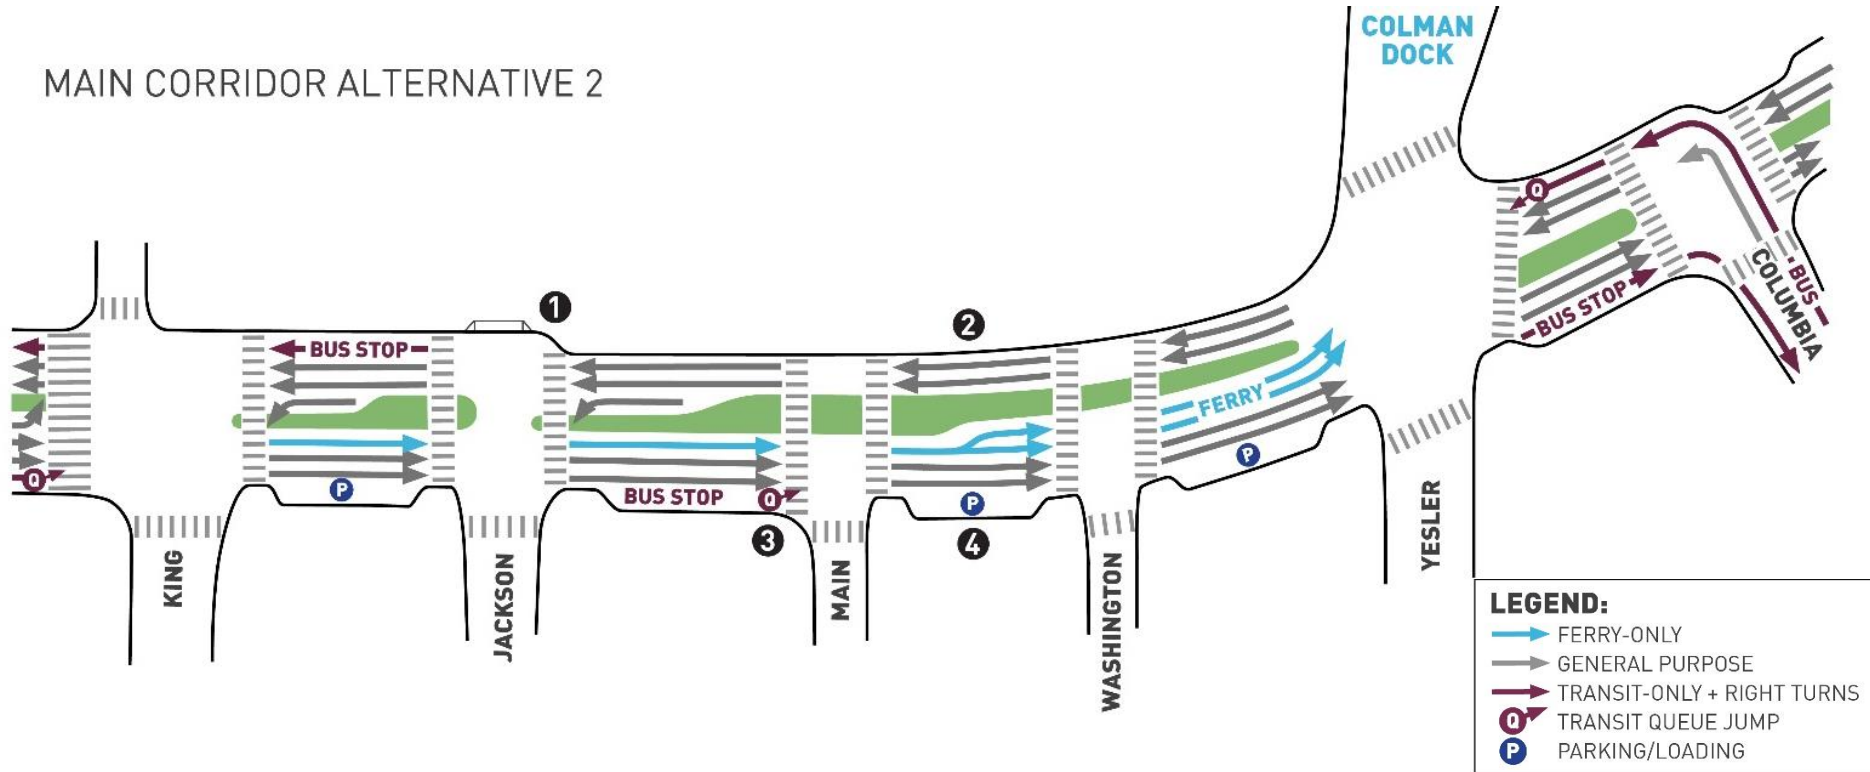 COLMAN
DOCK
MAIN CORRIDOR ALTERNATIVE 2
Q
BUS
COLUMBIA
BUS STOP
1
2
BUS STOP
FERRY
P
Q
P
BUS STOP
Q
P
3
4
KING
JACKSON
MAIN
WASHINGTON
YESLER
LEGEND:
FERRY-ONLY
GENERAL PURPOSE
TRANSIT-ONLY + RIGHT TURNS
Q TRANSIT QUEUE JUMP
P PARKING/LOADING